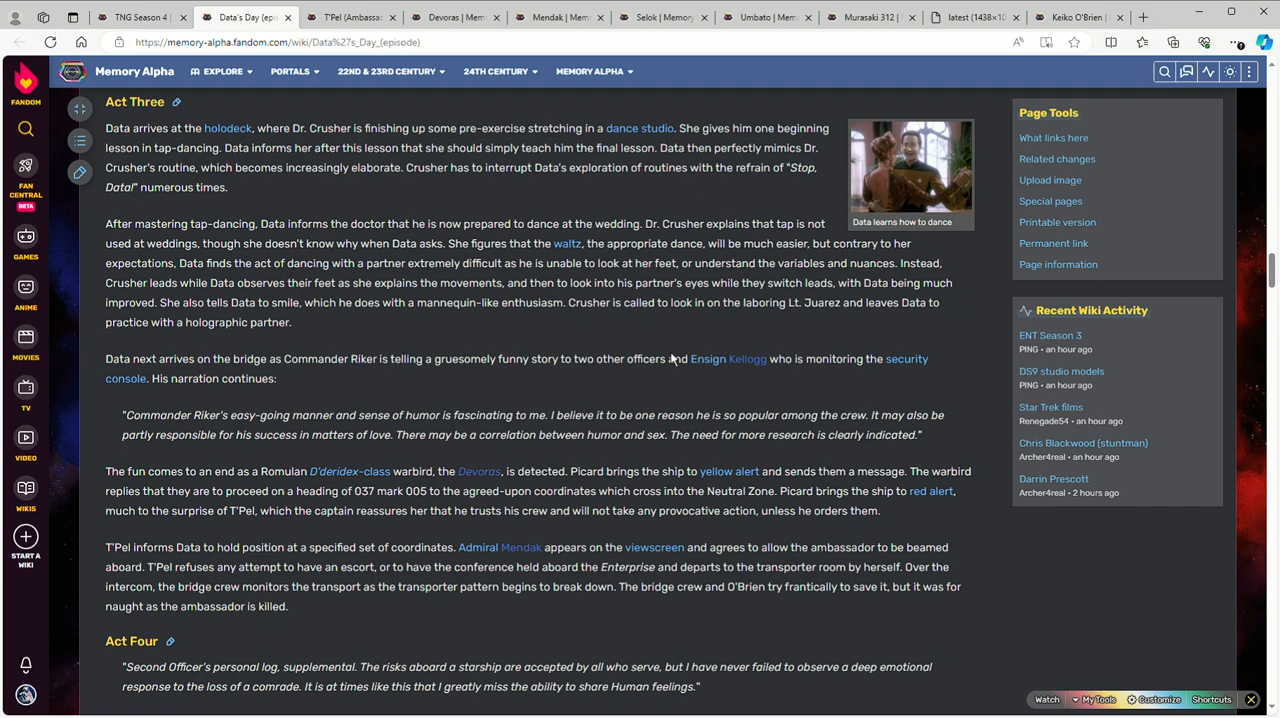 TNG Season 4 |
Data's Day (epis
T'Pel (Ambassac
Devoras | Memo
Mendak | Memo
Selok | Memory A
Umbato | Memo
Murasaki 312 | M
latest (1438×10
Keiko O'Brien | M
https://memory-alpha.fandom.com/wiki/Data%27s_Day_(episode)
FANDOM
Memory Alpha
EXPLORE
PORTALS
22ND & 23RD CENTURY
24TH CENTURY
MEMORY ALPHA
FAN
CENTRAL
BETA
GAMES
ANIME
MOVIES
TV
VIDEO
WIKIS
START A
WIKI
Act Three
Data arrives at the holodeck, where Dr. Crusher is finishing up some pre-exercise stretching in a dance studio. She gives him one beginning
lesson in tap-dancing. Data informs her after this lesson that she should simply teach him the final lesson. Data then perfectly mimics Dr.
Crusher's routine, which becomes increasingly elaborate. Crusher has to interrupt Data's exploration of routines with the refrain of "Stop,
Data!" numerous times.
Data learns how to dance
After mastering tap-dancing, Data informs the doctor that he is now prepared to dance at the wedding. Dr. Crusher explains that tap is not
used at weddings, though she doesn't know why when Data asks. She figures that the waltz, the appropriate dance, will be much easier, but contrary to her
expectations, Data finds the act of dancing with a partner extremely difficult as he is unable to look at her feet, or understand the variables and nuances. Instead,
Crusher leads while Data observes their feet as she explains the movements, and then to look into his partner's eyes while they switch leads, with Data being much
improved. She also tells Data to smile, which he does with a mannequin-like enthusiasm. Crusher is called to look in on the laboring Lt. Juarez and leaves Data to
practice with a holographic partner.
Data next arrives on the bridge as Commander Riker is telling a gruesomely funny story to two other officers and Ensign Kellogg who is monitoring the security
console. His narration continues:
"Commander Riker's easy-going manner and sense of humor is fascinating to me. I believe it to be one reason he is so popular among the crew. It may also be
partly responsible for his success in matters of love. There may be a correlation between humor and sex. The need for more research is clearly indicated."
The fun comes to an end as a Romulan D'deridex-class warbird, the Devoras, is detected. Picard brings the ship to yellow alert and sends them a message. The warbird
replies that they are to proceed on a heading of 037 mark 005 to the agreed-upon coordinates which cross into the Neutral Zone. Picard brings the ship to red alert,
much to the surprise of T'Pel, which the captain reassures her that he trusts his crew and will not take any provocative action, unless he orders them.
T'Pel informs Data to hold position at a specified set of coordinates. Admiral Mendak appears on the viewscreen and agrees to allow the ambassador to be beamed
aboard. T'Pel refuses any attempt to have an escort, or to have the conference held aboard the Enterprise and departs to the transporter room by herself. Over the
intercom, the bridge crew monitors the transport as the transporter pattern begins to break down. The bridge crew and O'Brien try frantically to save it, but it was for
naught as the ambassador is killed.
Act Four
"Second Officer's personal log, supplemental. The risks aboard a starship are accepted by all who serve, but I have never failed to observe a deep emotional
response to the loss of a comrade. It is at times like this that I greatly miss the ability to share Human feelings."
Page Tools
What links here
Related changes
Upload image
Special pages
Printable version
Permanent link
Page information
Recent Wiki Activity
ENT Season 3
PING • an hour ago
DS9 studio models
PING • an hour ago
Star Trek films
Renegade54 • an hour ago
Chris Blackwood (stuntman)
Archer4real • an hour ago
Darrin Prescott
Archer4real • 2 hours ago
Watch
My Tools
Customize
Shortcuts